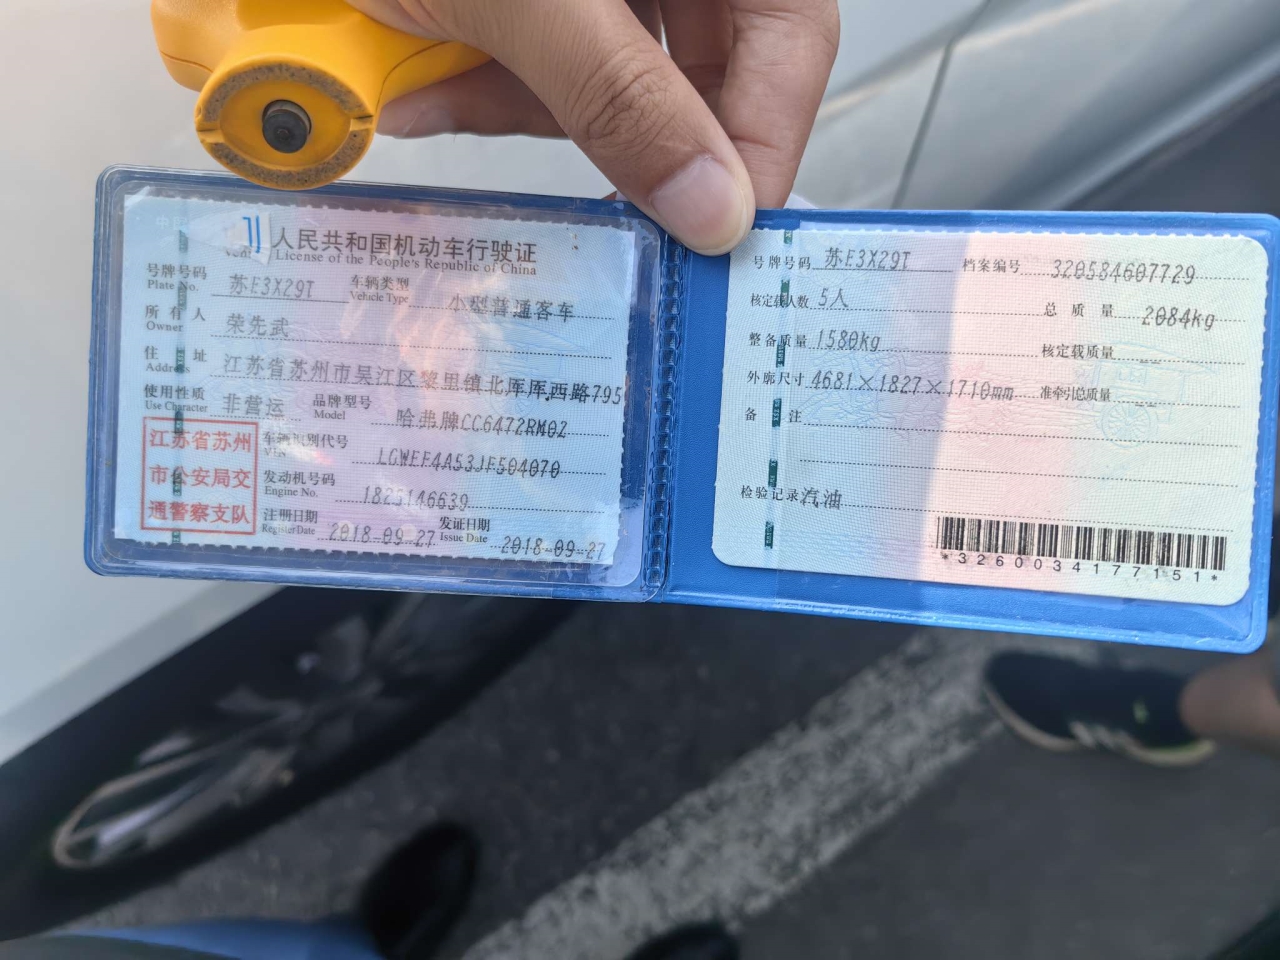 人民共和国机动车行驶证
License of the People's Republic of China
号牌号码 苏E3X29T 车辆类型 小型普通客车
Plate No. Vehicle Type
所有人 荣先武
Owner
住址 江苏省苏州市吴江区黎里镇北厍厍西路795
Address
使用性质 非营运 品牌型号 哈弗牌CC6472RM0Z
Use Character Model
江苏省苏州
市公安局交
通警察支队
车辆识别代号 LGWEF4A53JF504070
VIN
发动机号码 1825146639
Engine No.
注册日期 2018-09-27 发证日期 2018-09-27
Register Date Issue Date
号牌号码 苏E3X29T 档案编号 320584607729
核定载人数 5人 总质量 2084kg
整备质量 1580kg 核定载质量 --
外廓尺寸 4681×1827×1710mm 准牵引总质量 --
备注
检验记录 汽油
*3260034177151*